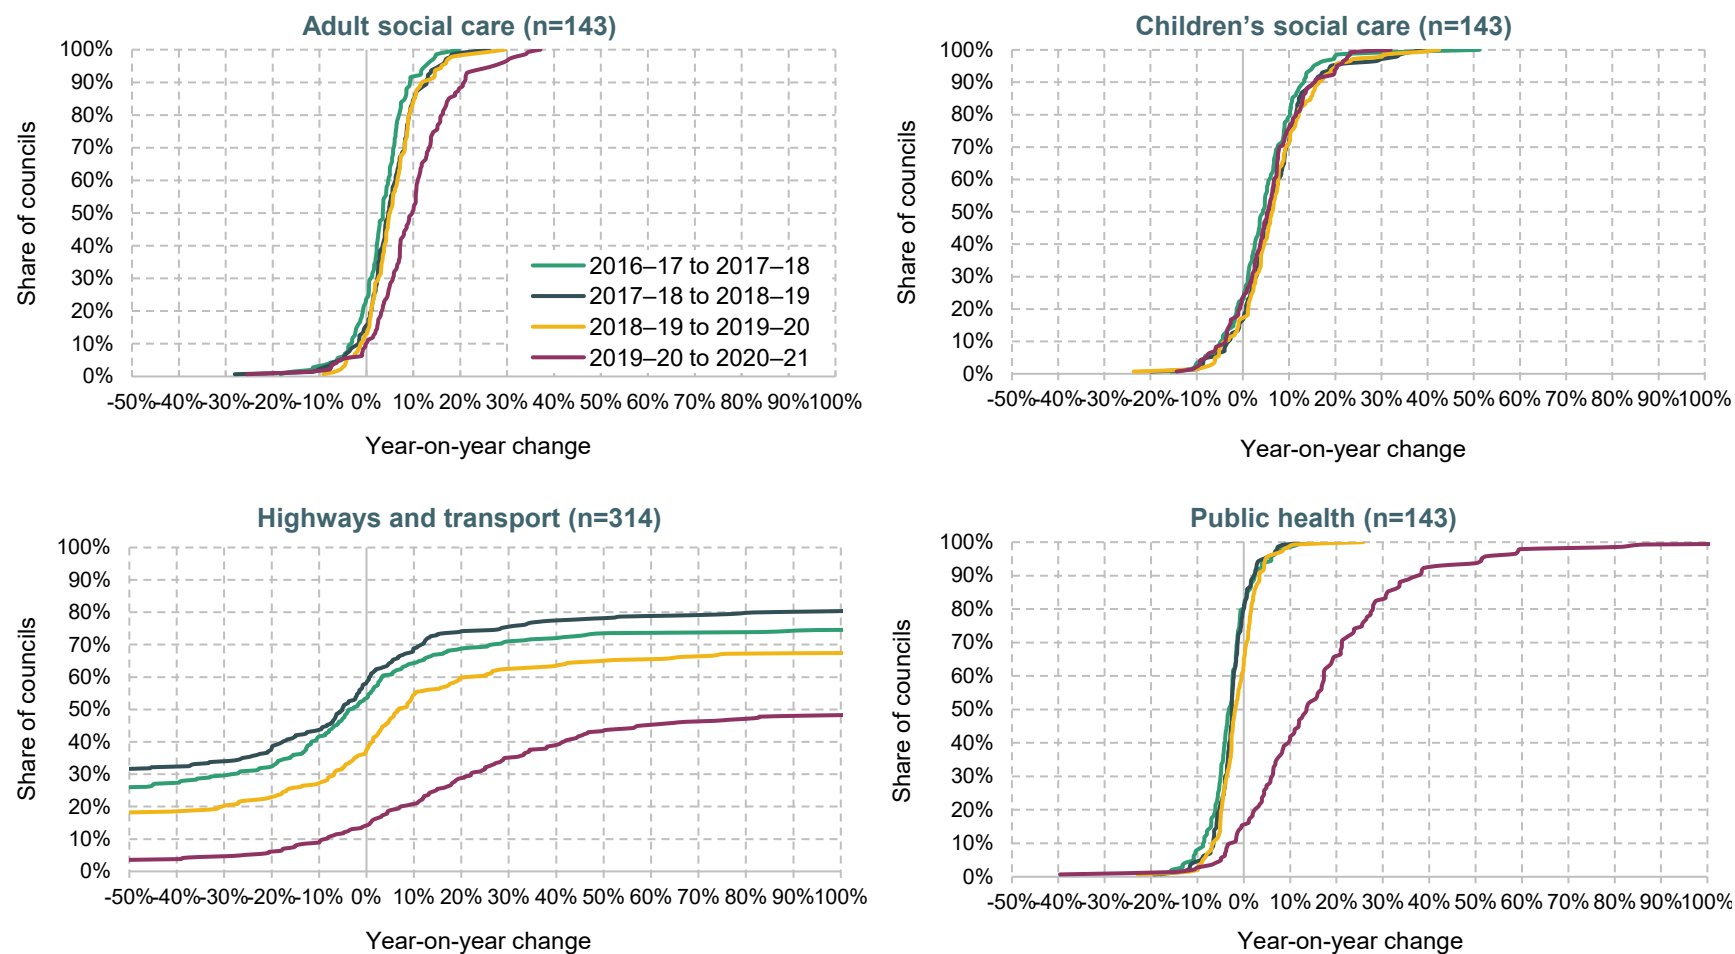 Adult social care (n=143)
100%
90%
80%
70%
60%
50%
40%
30%
20%
10%
0%
Share of councils
2016–17 to 2017–18
2017–18 to 2018–19
2018–19 to 2019–20
2019–20 to 2020–21
-50% -40% -30% -20% -10% 0% 10% 20% 30% 40% 50% 60% 70% 80% 90% 100%
Year-on-year change
Children’s social care (n=143)
100%
90%
80%
70%
60%
50%
40%
30%
20%
10%
0%
Share of councils
-50% -40% -30% -20% -10% 0% 10% 20% 30% 40% 50% 60% 70% 80% 90% 100%
Year-on-year change
Highways and transport (n=314)
100%
90%
80%
70%
60%
50%
40%
30%
20%
10%
0%
Share of councils
-50% -40% -30% -20% -10% 0% 10% 20% 30% 40% 50% 60% 70% 80% 90% 100%
Year-on-year change
Public health (n=143)
100%
90%
80%
70%
60%
50%
40%
30%
20%
10%
0%
Share of councils
-50% -40% -30% -20% -10% 0% 10% 20% 30% 40% 50% 60% 70% 80% 90% 100%
Year-on-year change